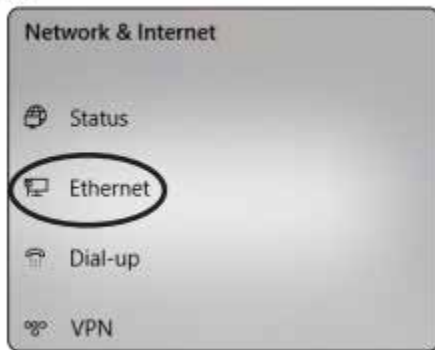 Network & Internet
Status
Ethernet
Dial-up
VPN